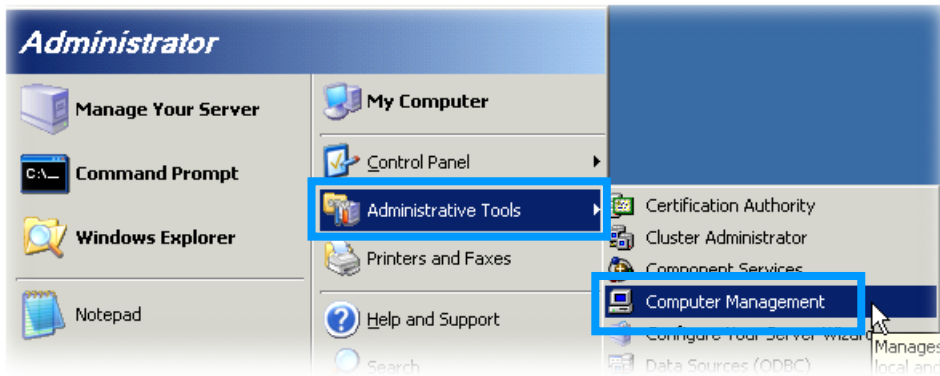 Administrator
Manage Your Server
Command Prompt
Windows Explorer
Notepad
My Computer
Control Panel
Administrative Tools
Printers and Faxes
Help and Support
Search
Certification Authority
Cluster Administrator
Component Services
Computer Management
Configure Your Server Wizard
Data Sources (ODBC)
Manages
local and
C:\_